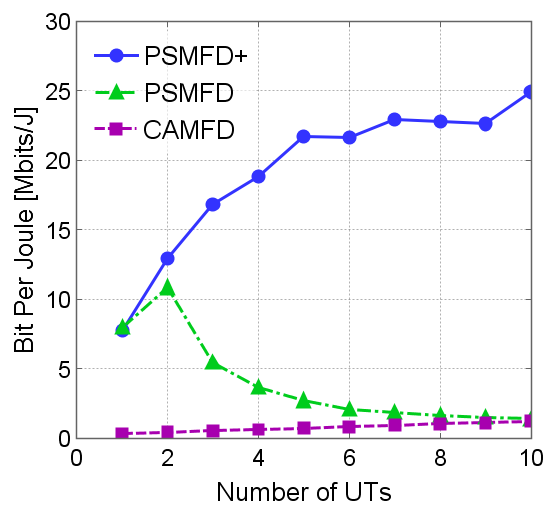 30
25
20
15
10
5
0
Bit Per Joule [Mbits/J]
PSMFD+
PSMFD
CAMFD
0 2 4 6 8 10
Number of UTs